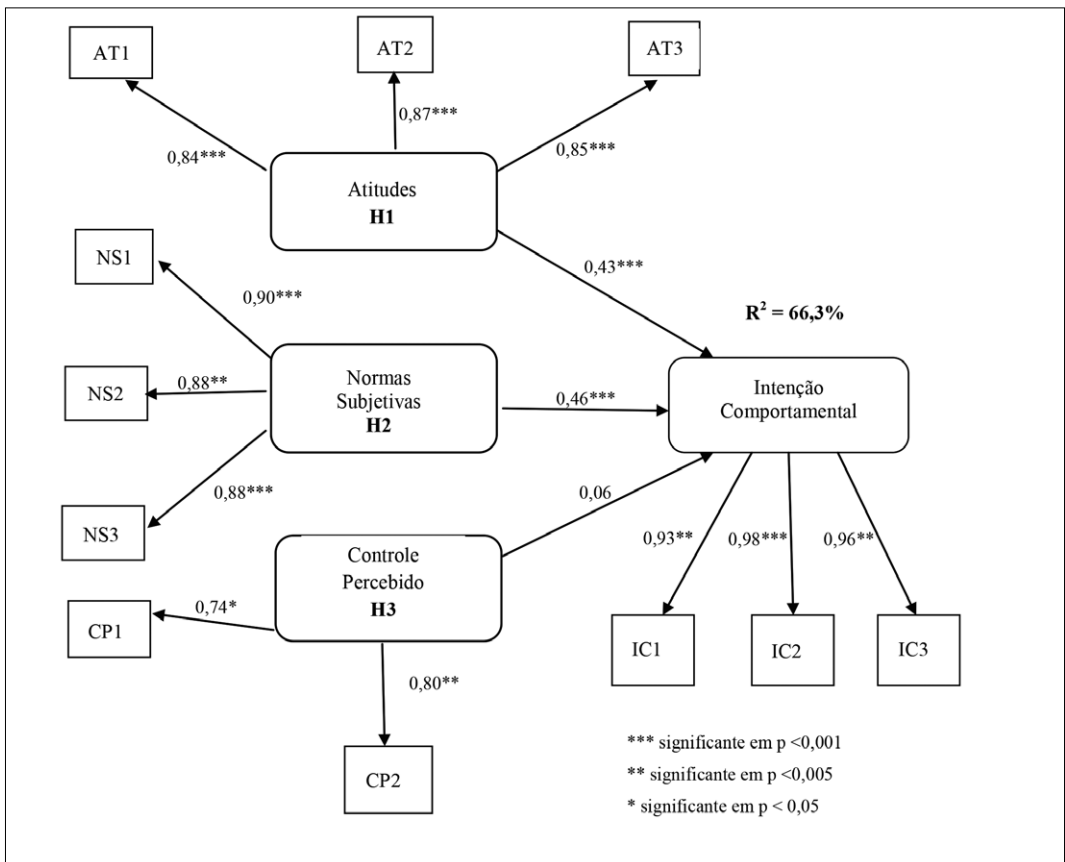 AT1
AT2
AT3
0,87***
0,84***
0,85***
Atitudes
H1
NS1
0,43***
0,90***
R² = 66,3%
NS2
0,88**
Normas
Subjetivas
H2
0,46***
Intenção
Comportamental
0,88***
0,06
NS3
Controle
Percebido
H3
0,93**
0,98***
0,96**
0,74*
CP1
IC1
IC2
IC3
0,80**
CP2
*** significante em p <0,001
** significante em p <0,005
* significante em p < 0,05